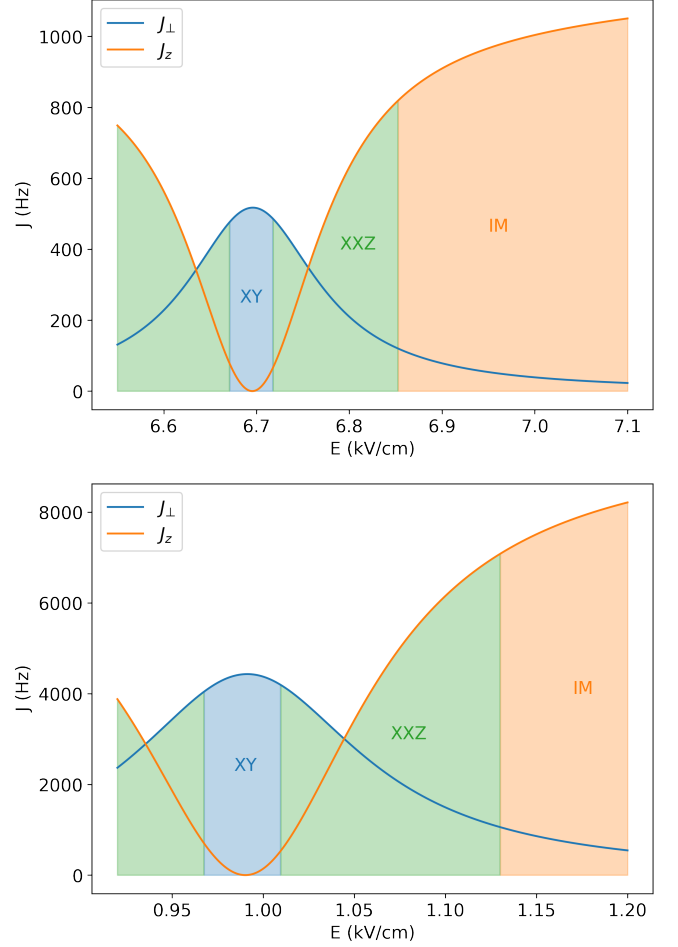 J⊥
J_z
1000
800
600
400
200
0
J (Hz)
XXZ
IM
XY
6.6 6.7 6.8 6.9 7.0 7.1
E (kV/cm)
J⊥
J_z
8000
6000
4000
2000
0
J (Hz)
IM
XXZ
XY
0.95 1.00 1.05 1.10 1.15 1.20
E (kV/cm)